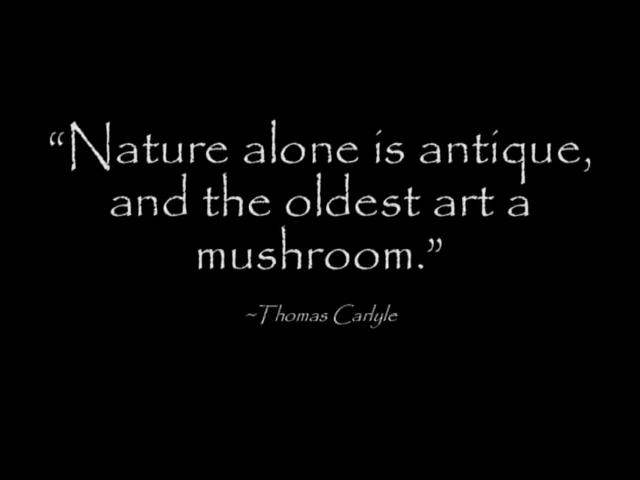 “Nature alone is antique,
and the oldest art a
mushroom.”
~Thomas Carlyle